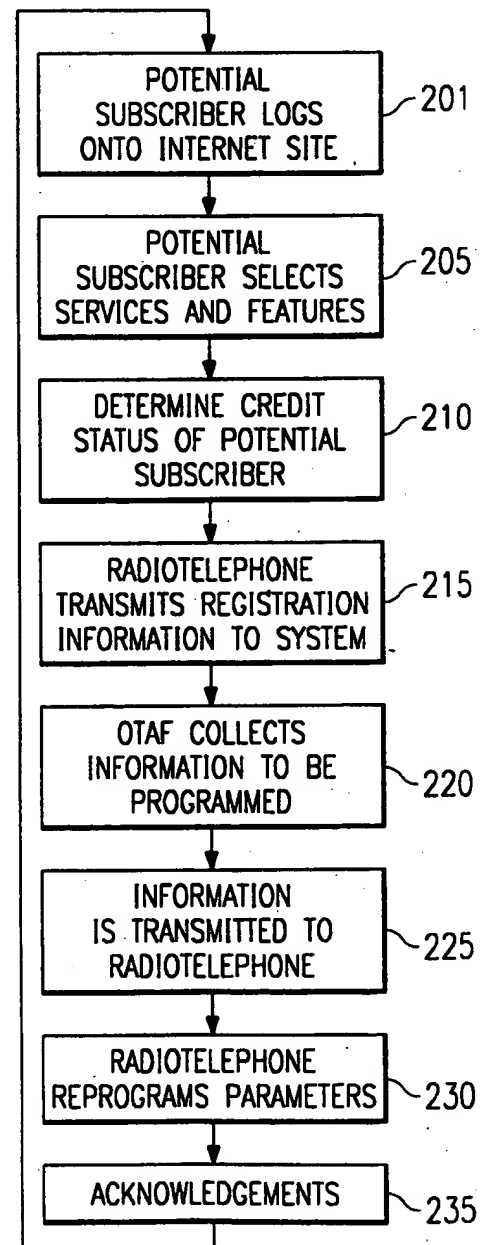 POTENTIAL
SUBSCRIBER LOGS
ONTO INTERNET SITE
201
POTENTIAL
SUBSCRIBER SELECTS
SERVICES AND FEATURES
205
DETERMINE CREDIT
STATUS OF POTENTIAL
SUBSCRIBER
210
RADIOTELEPHONE
TRANSMITS REGISTRATION
INFORMATION TO SYSTEM
215
OTAF COLLECTS
INFORMATION TO BE
PROGRAMMED
220
INFORMATION
IS TRANSMITTED TO
RADIOTELEPHONE
225
RADIOTELEPHONE
REPROGRAMS PARAMETERS
230
ACKNOWLEDGEMENTS
235